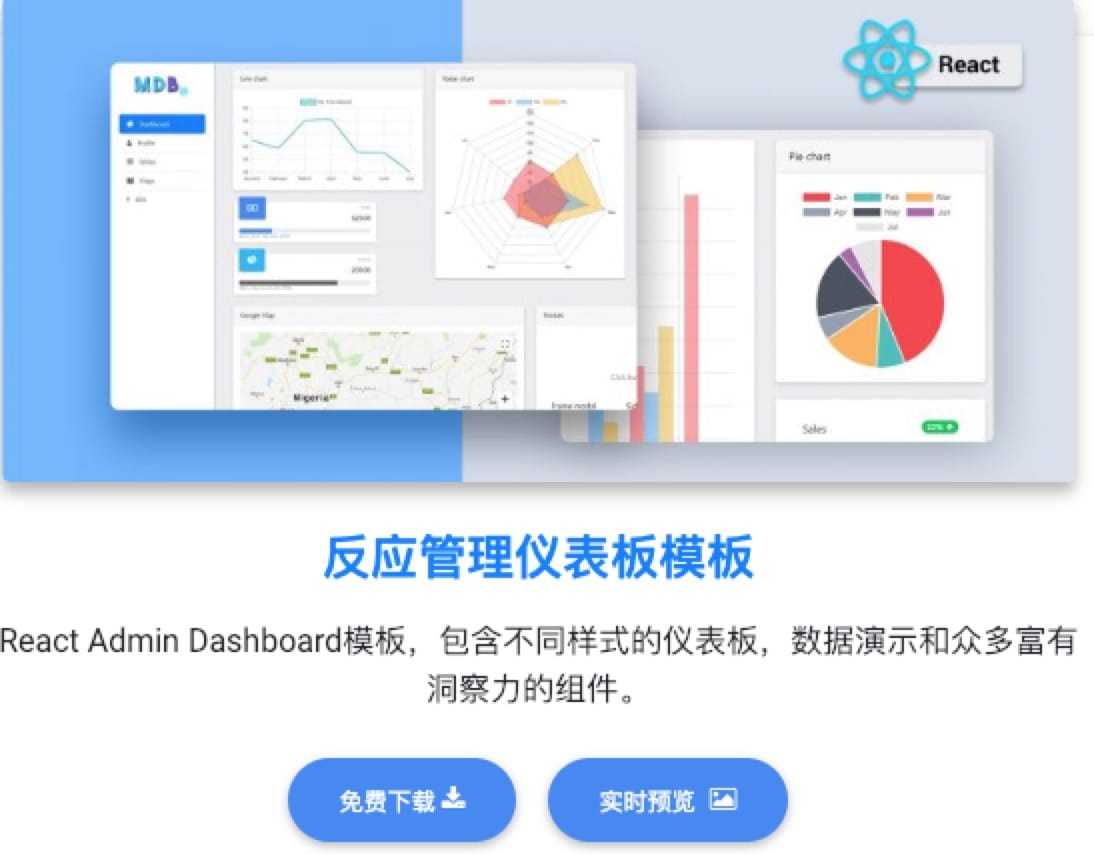 React
MDB
Line chart
Radar chart
Dashboard
Profile
Tables
Maps
404
Google Map
Modals
Nigeria
Frame modal
Pie chart
Jan Feb Mar
Apr May Jun
Jul
Sales
反应管理仪表板模板
React Admin Dashboard模板，包含不同样式的仪表板，数据演示和众多富有
洞察力的组件。
免费下载
实时预览